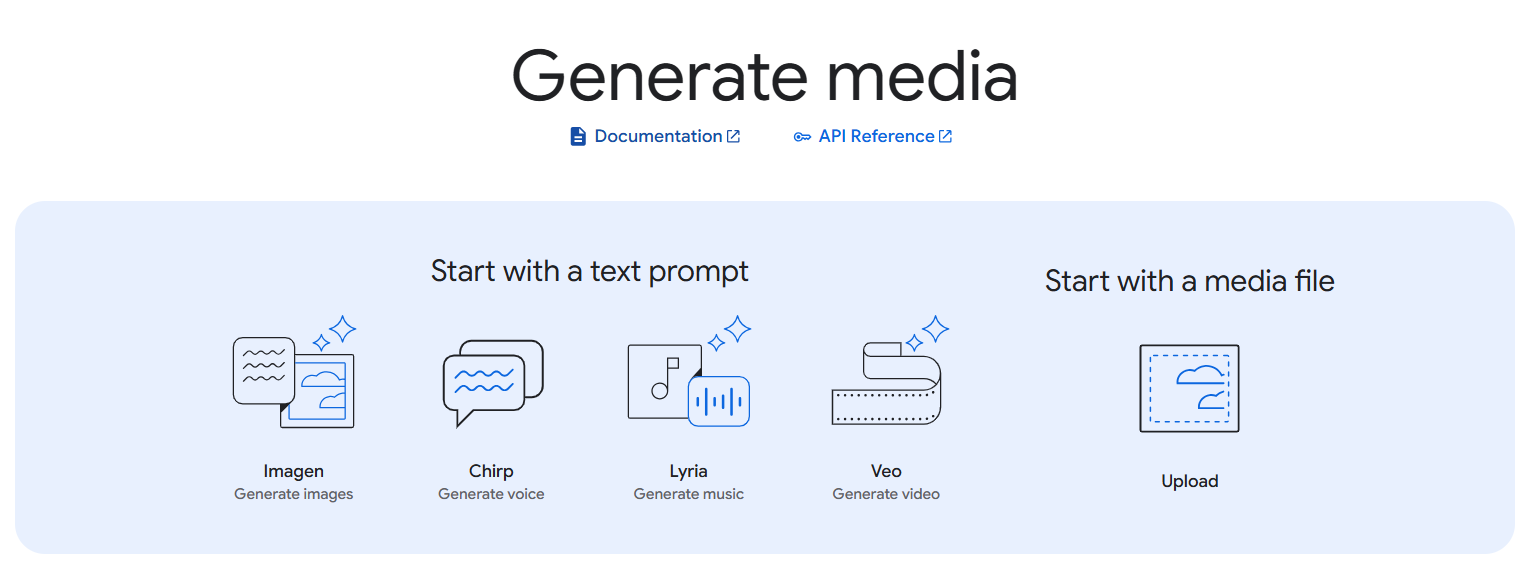 Generate media
Documentation
API Reference
Start with a text prompt
Imagen
Generate images
Chirp
Generate voice
Lyria
Generate music
Veo
Generate video
Start with a media file
Upload